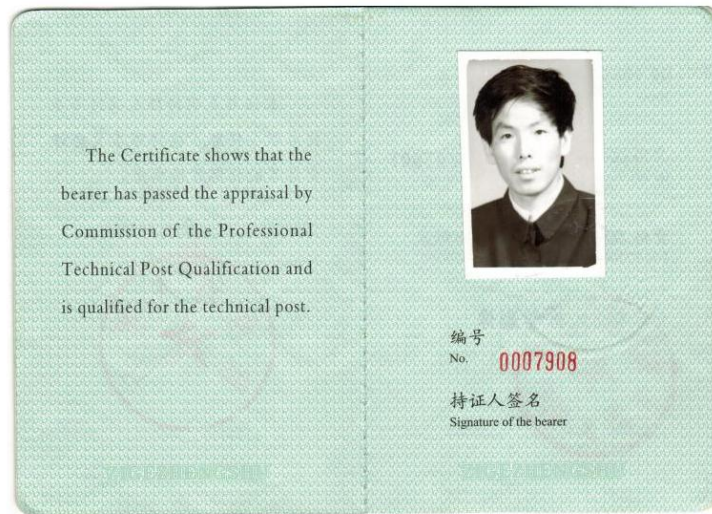 The Certificate shows that the
bearer has passed the appraisal by
Commission of the Professional
Technical Post Qualification and
is qualified for the technical post.
编号
No. 0007908
持证人签名
Signature of the bearer
ZIGEZHENGSHU
ZIGEZHENGSHU